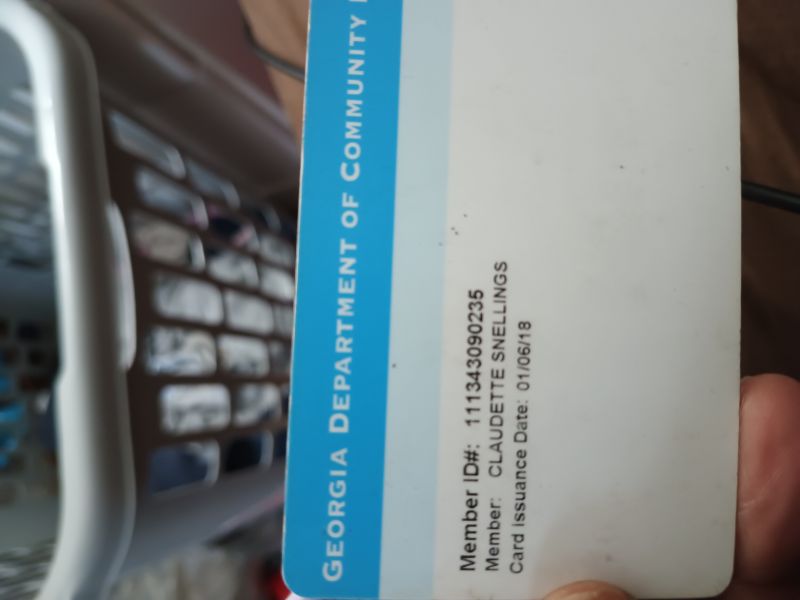 GEORGIA DEPARTMENT OF COMMUNITY
Member ID#: 111343090235
Member: CLAUDETTE SNELLINGS
Card Issuance Date: 01/06/18